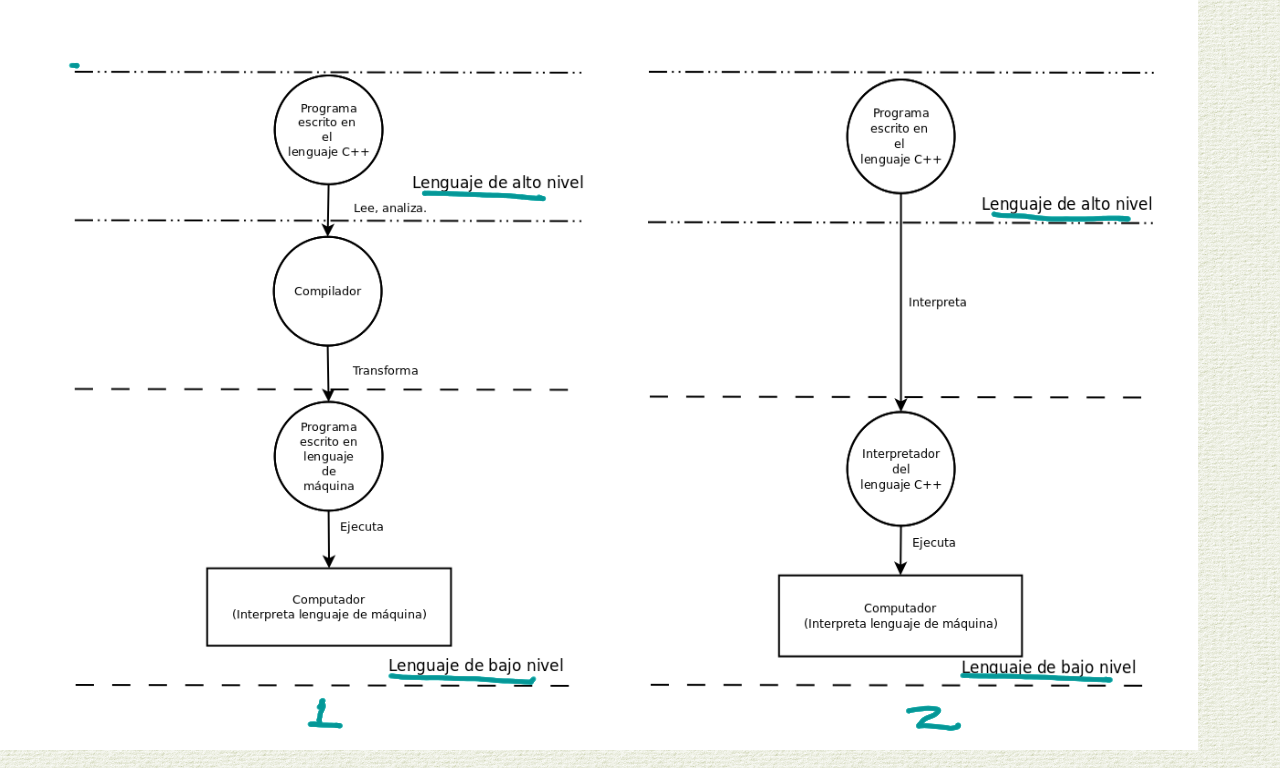 Programa
escrito en
el
lenguaje C++
Lenguaje de alto nivel
Lee, analiza.
Compilador
Transforma
Programa
escrito en
lenguaje
de
máquina
Ejecuta
Computador
(Interpreta lenguaje de máquina)
Lenguaje de bajo nivel
1
Programa
escrito en
el
lenguaje C++
Lenguaje de alto nivel
Interpreta
Interpretador
del
lenguaje C++
Ejecuta
Computador
(Interpreta lenguaje de máquina)
Lenguaje de bajo nivel
2